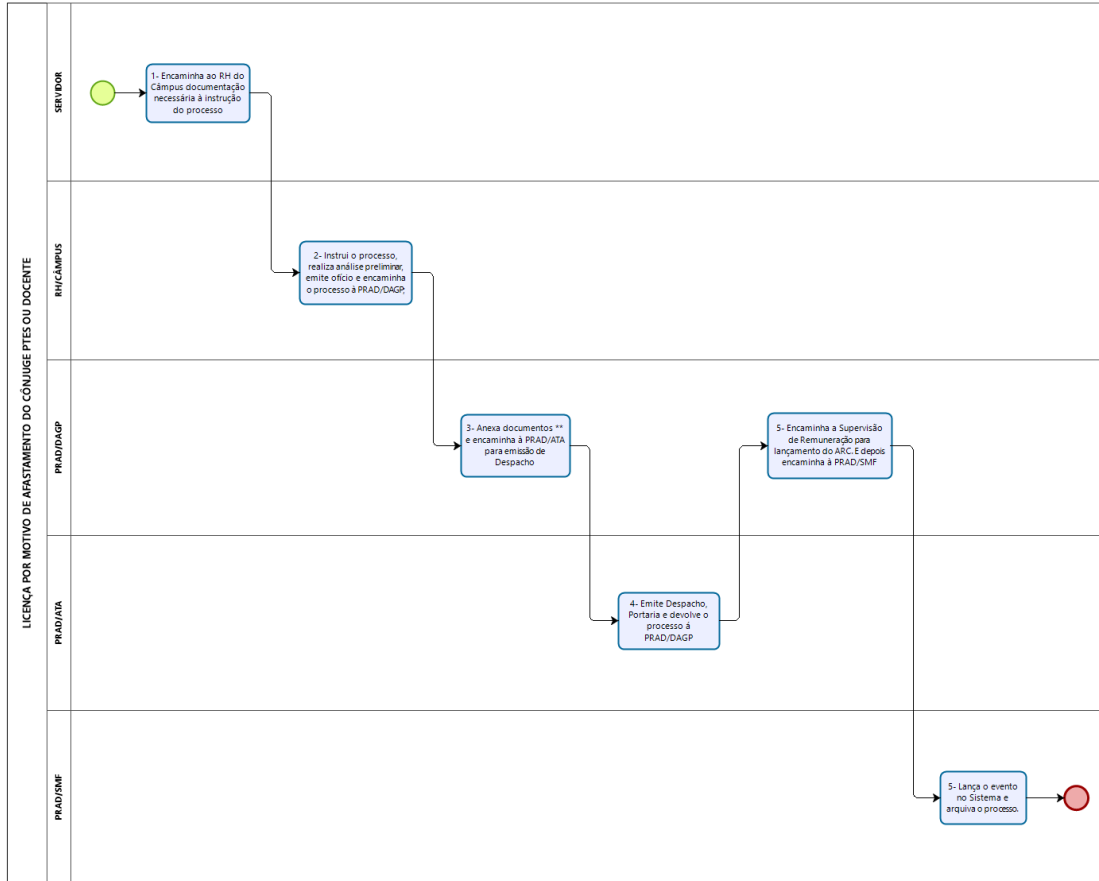 LICENÇA POR MOTIVO DE AFASTAMENTO DO CÔNJUGE PTES OU DOCENTE
SERVIDOR
1- Encaminha ao RH do
Câmpus documentação
necessária à instrução
do processo
RH/CÂMPUS
2- Instrui o processo,
realiza análise preliminar,
emite ofício e encaminha
o processo à PRAD/DAGP;
PRAD/DAGP
3- Anexa documentos **
e encaminha à PRAD/ATA
para emissão de
Despacho
5- Encaminha a Supervisão
de Remuneração para
lançamento do ARC. E depois
encaminha à PRAD/SMF
PRAD/ATA
4- Emite Despacho,
Portaria e devolve o
processo á
PRAD/DAGP
PRAD/SMF
5- Lança o evento
no Sistema e
arquiva o processo.